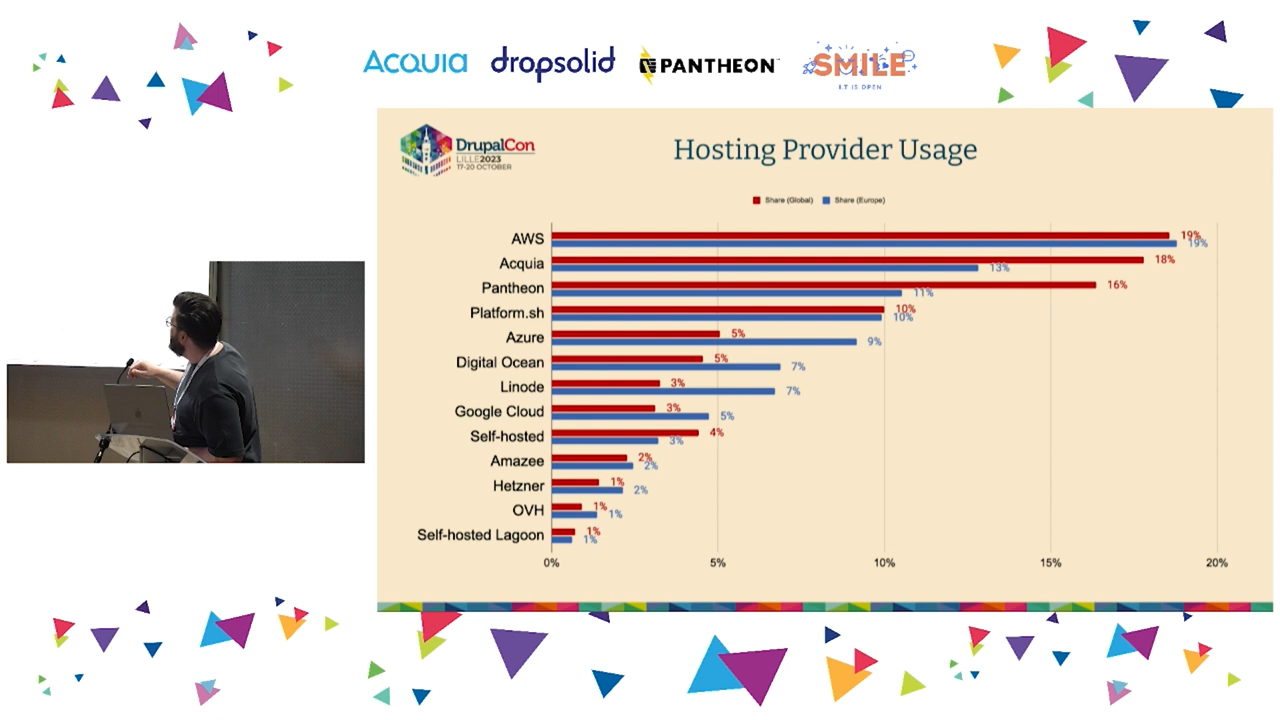 ACQUIA dropsolid PANTHEON SMILE
I.T IS OPEN
DrupalCon
LILLE2023
17-20 OCTOBER
Hosting Provider Usage
Share (Global) Share (Europe)
AWS 19% 19%
Acquia 18% 13%
Pantheon 16% 11%
Platform.sh 10% 10%
Azure 5% 9%
Digital Ocean 5% 7%
Linode 3% 7%
Google Cloud 3% 5%
Self-hosted 4% 3%
Amazee 2% 2%
Hetzner 1% 2%
OVH 1% 1%
Self-hosted Lagoon 1% 1%
0% 5% 10% 15% 20%